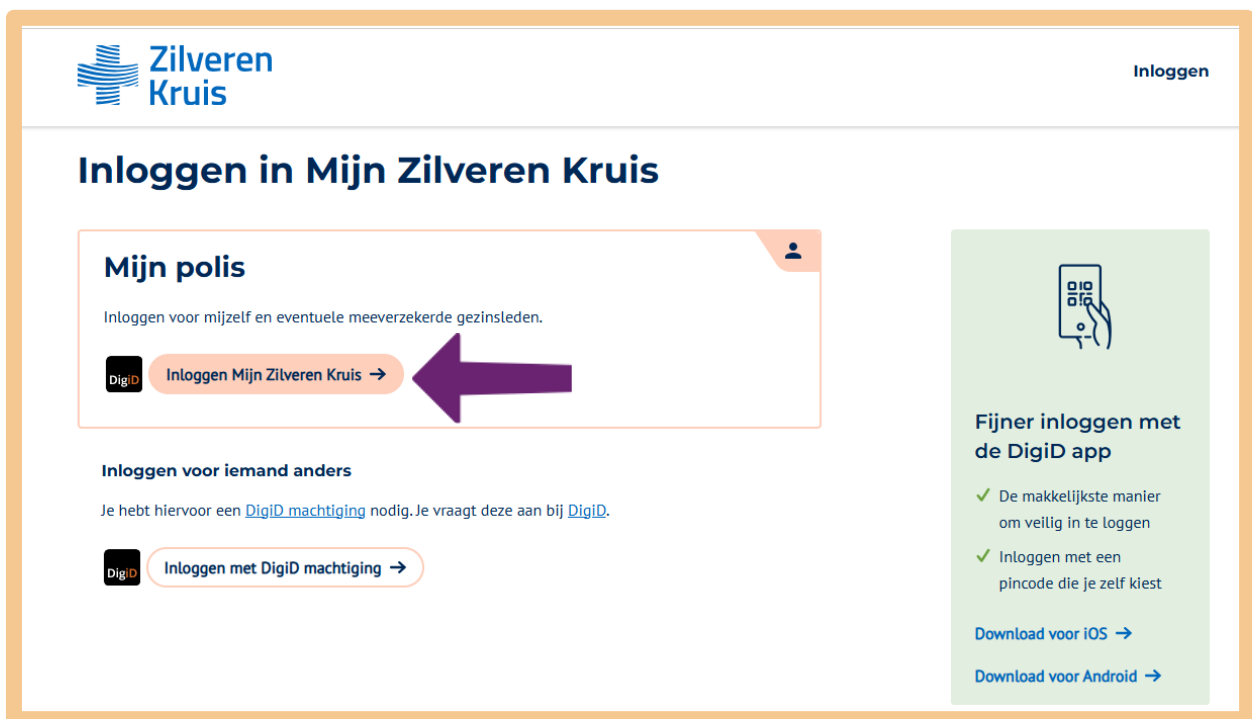 Zilveren
Kruis
Inloggen
Inloggen in Mijn Zilveren Kruis
Mijn polis
Inloggen voor mijzelf en eventuele meeverzekerde gezinsleden.
DigiD
Inloggen Mijn Zilveren Kruis →
Inloggen voor iemand anders
Je hebt hiervoor een DigiD machtiging nodig. Je vraagt deze aan bij DigiD.
DigiD
Inloggen met DigiD machtiging →
Fijner inloggen met
de DigiD app
✓ De makkelijkste manier
om veilig in te loggen
✓ Inloggen met een
pincode die je zelf kiest
Download voor iOS →
Download voor Android →